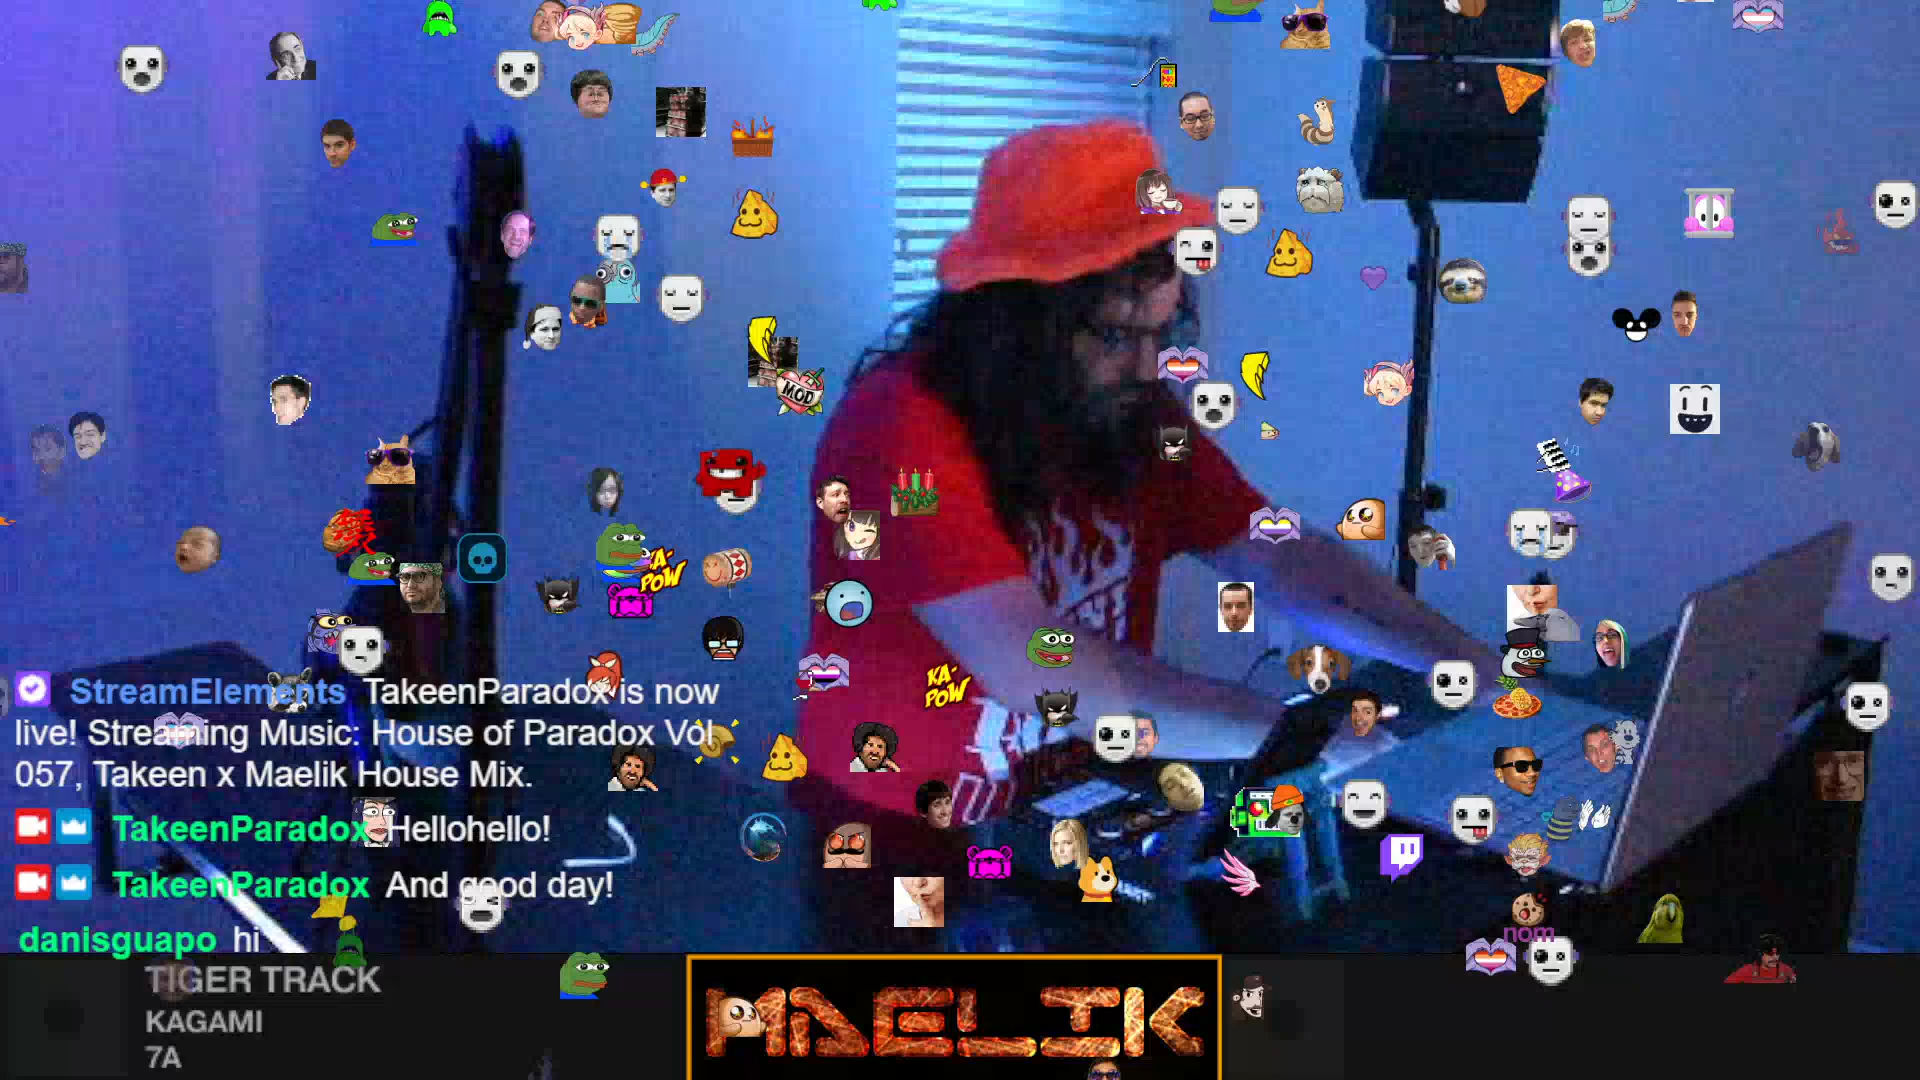 MOD
KA-POW
KA-POW
StreamElements TakeenParadox is now
live! Streaming Music: House of Paradox Vol
057, Takeen x Maelik House Mix.
TakeenParadox Hellohello!
TakeenParadox And good day!
danisguapo hi
nom
TIGER TRACK
KAGAMI
7A
MAELIK